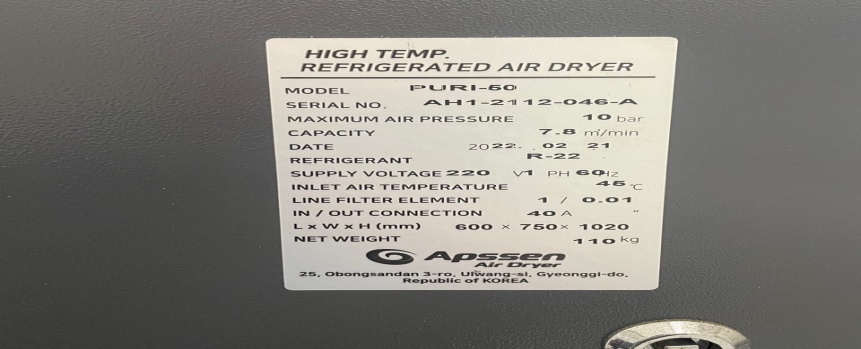 HIGH TEMP.
REFRIGERATED AIR DRYER
MODEL PURI-50
SERIAL NO. AH1-2112-046-A
MAXIMUM AIR PRESSURE 10 bar
CAPACITY 7.8 ㎥/min
DATE 2022. 02 21
REFRIGERANT R-22
SUPPLY VOLTAGE 220 V 1 PH 60 Hz
INLET AIR TEMPERATURE 45 ℃
LINE FILTER ELEMENT 1 / 0.01
IN / OUT CONNECTION 40 A "
L x W x H (mm) 600 × 750 × 1020
NET WEIGHT 110 kg
Apssen
Air Dryer
25, Obongsandan 3-ro, Uiwang-si, Gyeonggi-do,
Republic of KOREA